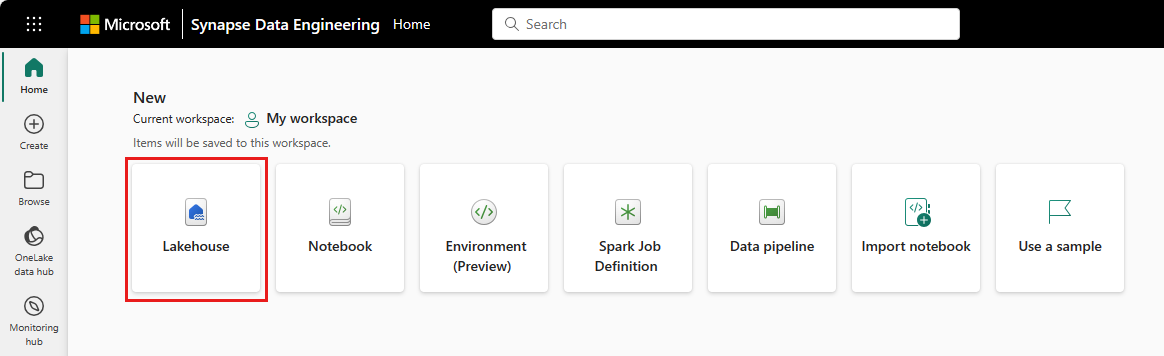 Microsoft Synapse Data Engineering Home Search
Home
Create
Browse
OneLake
data hub
Monitoring
hub
New
Current workspace: My workspace
Items will be saved to this workspace.
Lakehouse
Notebook
Environment
(Preview)
Spark Job
Definition
Data pipeline
Import notebook
Use a sample